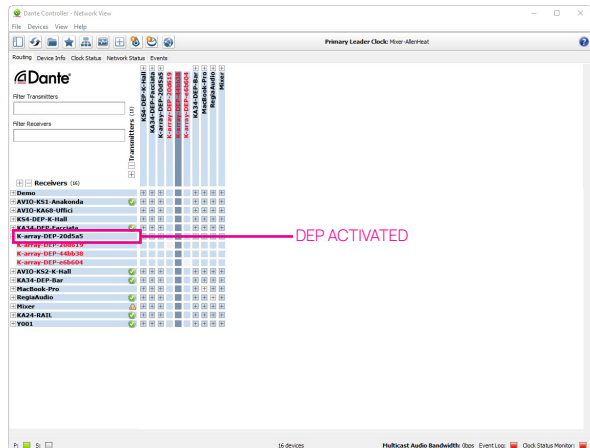 Dante Controller - Network View
File Devices View Help
Primary Leader Clock: Mixer-AllenHeat
Routing Device Info Clock Status Network Status Events
Dante
Filter Transmitters
Filter Receivers
Transmitters (10)
KS4-DEP-K-Hall
KA34-DEP-Facciata
K-array-DEP-20d5a5
K-array-DEP-20d619
K-array-DEP-44bb38
K-array-DEP-e6b604
KA34-DEP-Bar
MacBook-Pro
RegiaAudio
Mixer
Receivers (16)
Demo
AVIO-KS1-Anakonda
AVIO-KA68-Uffici
KS4-DEP-K-Hall
KA34-DEP-Facciata
K-array-DEP-20d5a5
DEP ACTIVATED
K-array-DEP-20d619
K-array-DEP-44bb38
K-array-DEP-e6b604
AVIO-KS2-K-Hall
KA34-DEP-Bar
MacBook-Pro
RegiaAudio
Mixer
KA24-RAIL
Y001
P: S: 16 devices Multicast Audio Bandwidth: 0bps Event Log: Clock Status Monitor: